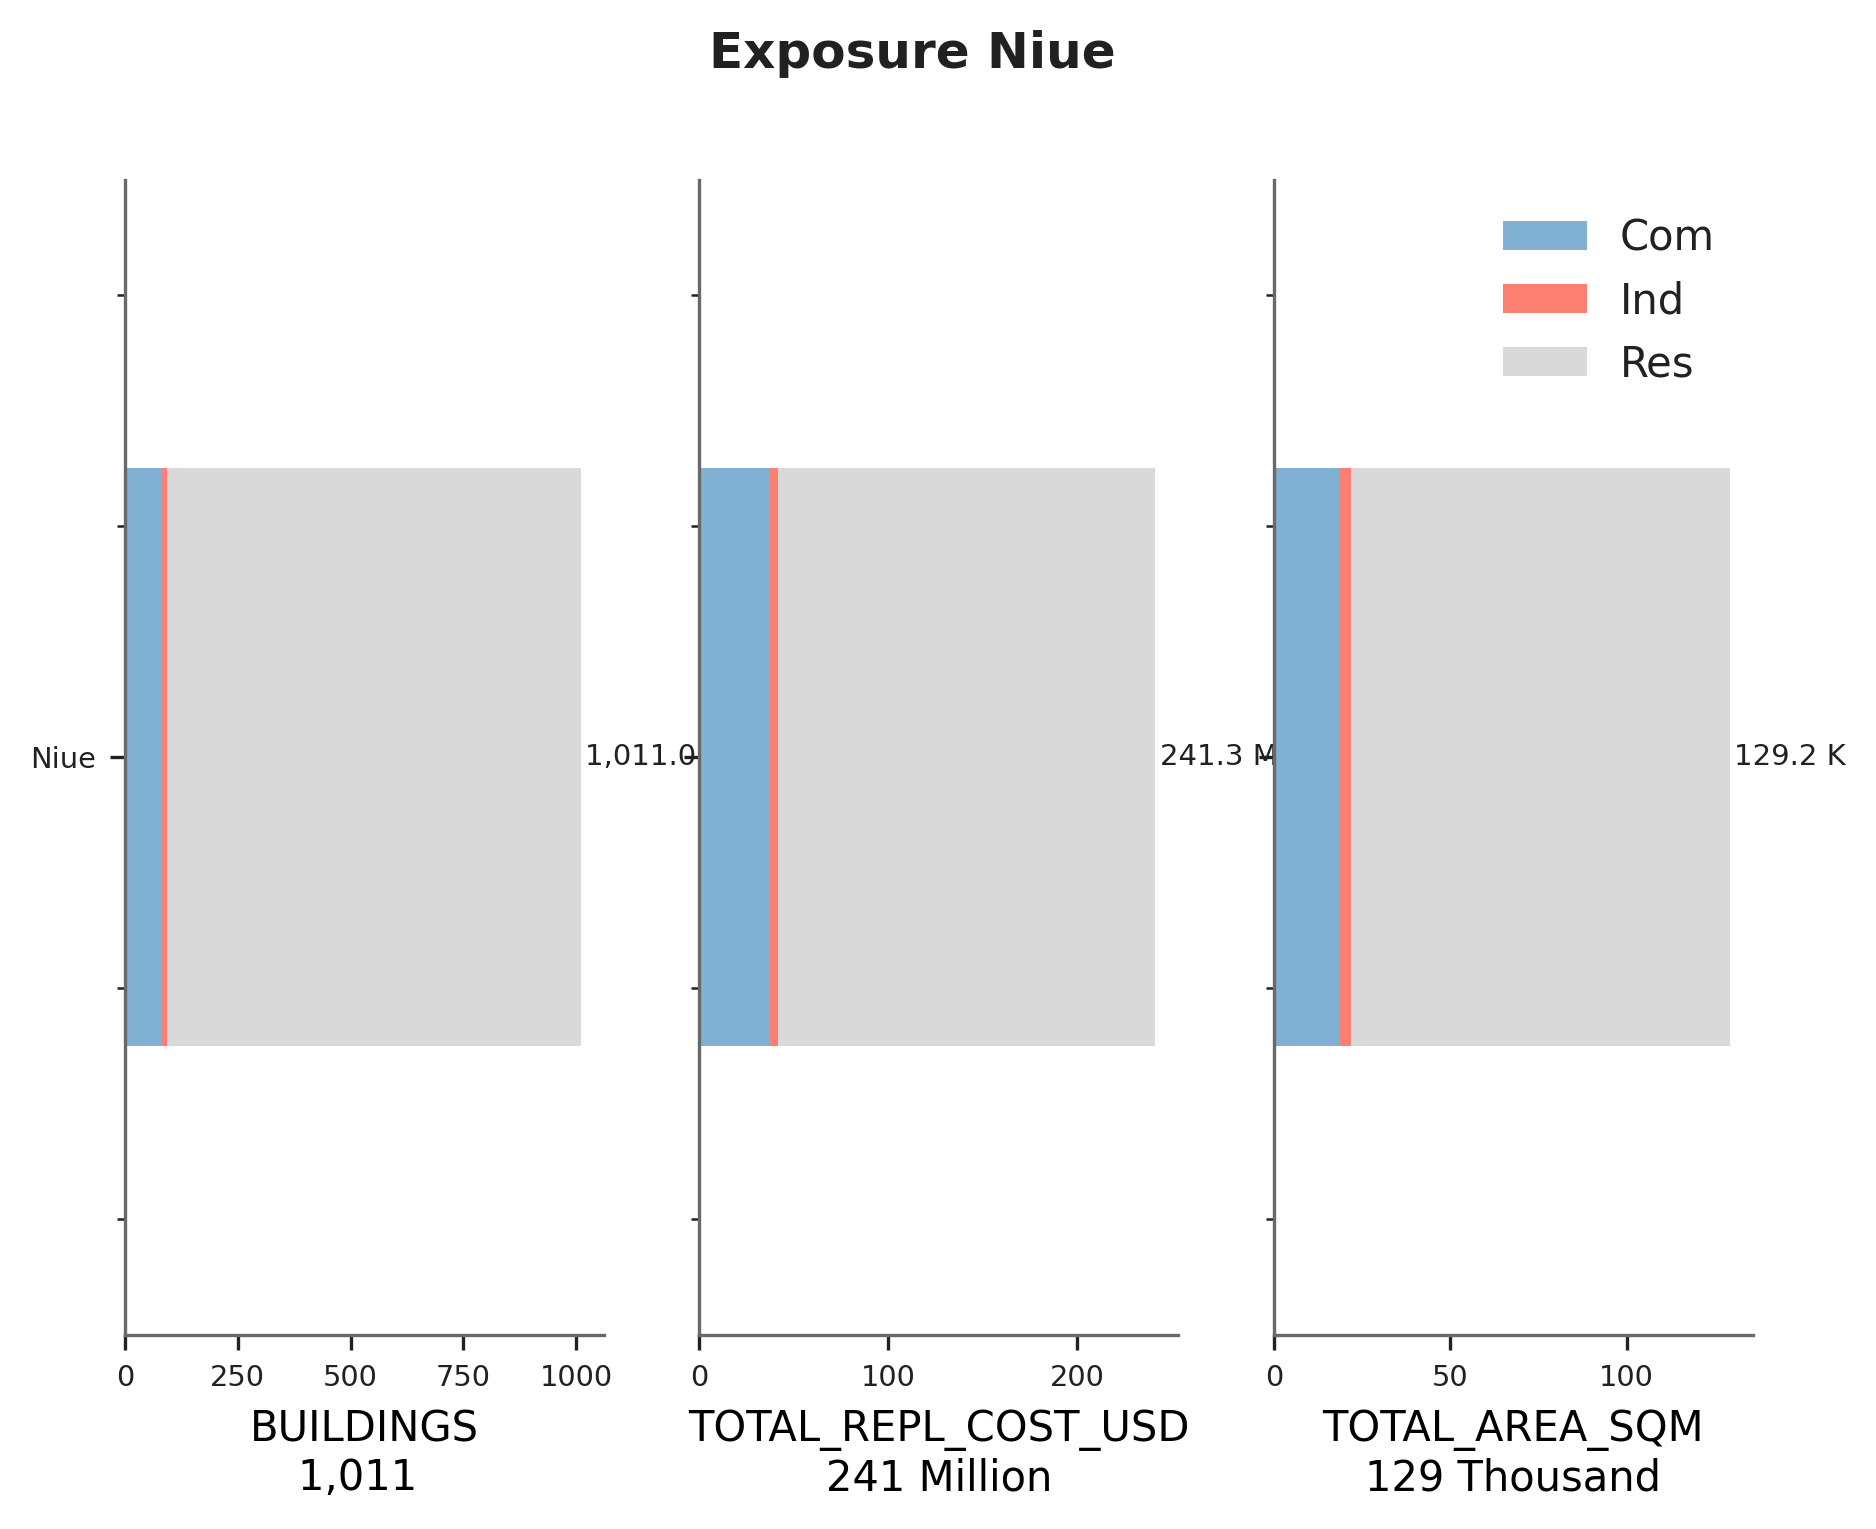 Exposure Niue
Com
Ind
Res
Niue
1,011.0
241.3 M
129.2 K
0 250 500 750 1000
0 100 200
0 50 100
BUILDINGS
1,011
TOTAL_REPL_COST_USD
241 Million
TOTAL_AREA_SQM
129 Thousand